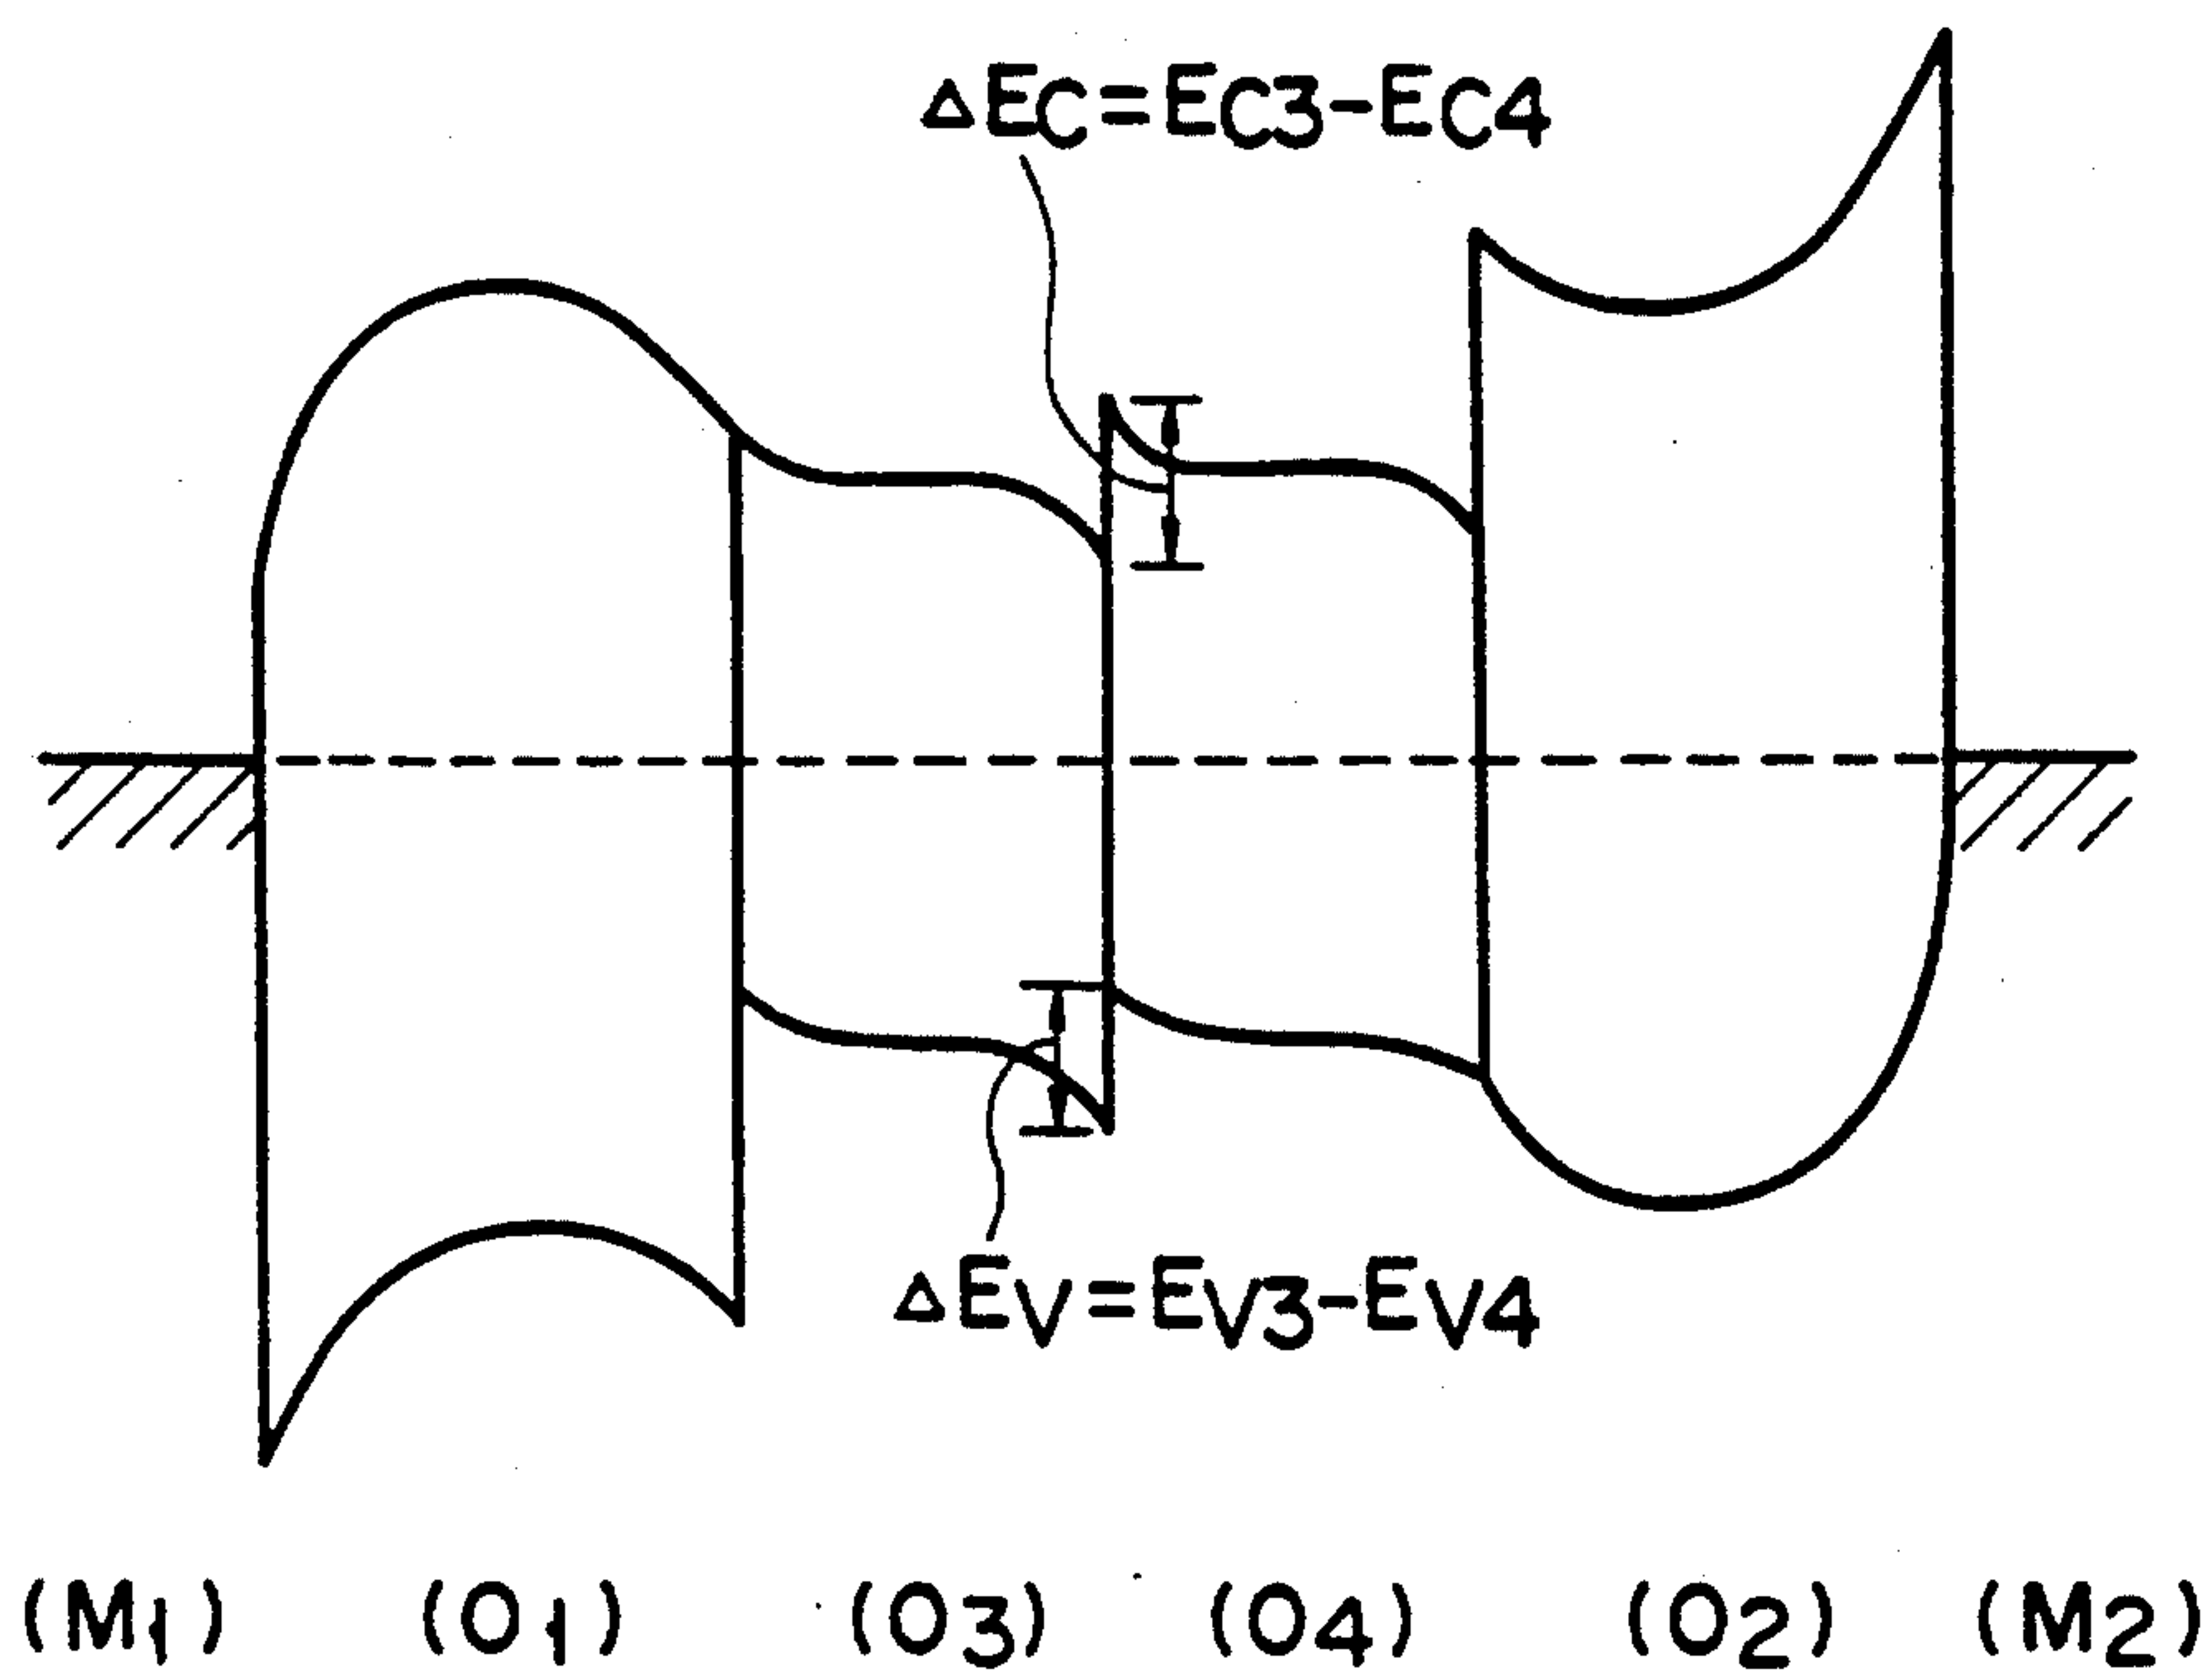 ΔEC=EC3-EC4
ΔEV=EV3-EV4
(M1) (O1) (O3) (O4) (O2) (M2)